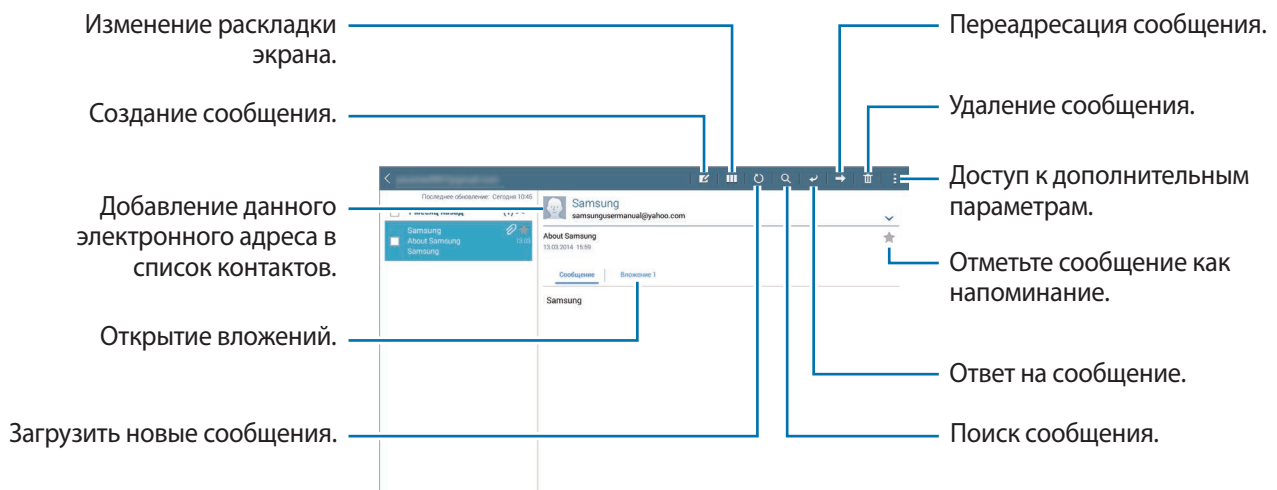 Изменение раскладки
экрана.
Создание сообщения.
Добавление данного
электронного адреса в
список контактов.
Открытие вложений.
Загрузить новые сообщения.
Последнее обновление: Сегодня 10:45
Samsung
About Samsung
13:03
Samsung
Samsung
samsungusermanual@yahoo.com
About Samsung
13.03.2014 15:59
Сообщение
Вложение 1
Samsung
Переадресация сообщения.
Удаление сообщения.
Доступ к дополнительным
параметрам.
Отметьте сообщение как
напоминание.
Ответ на сообщение.
Поиск сообщения.